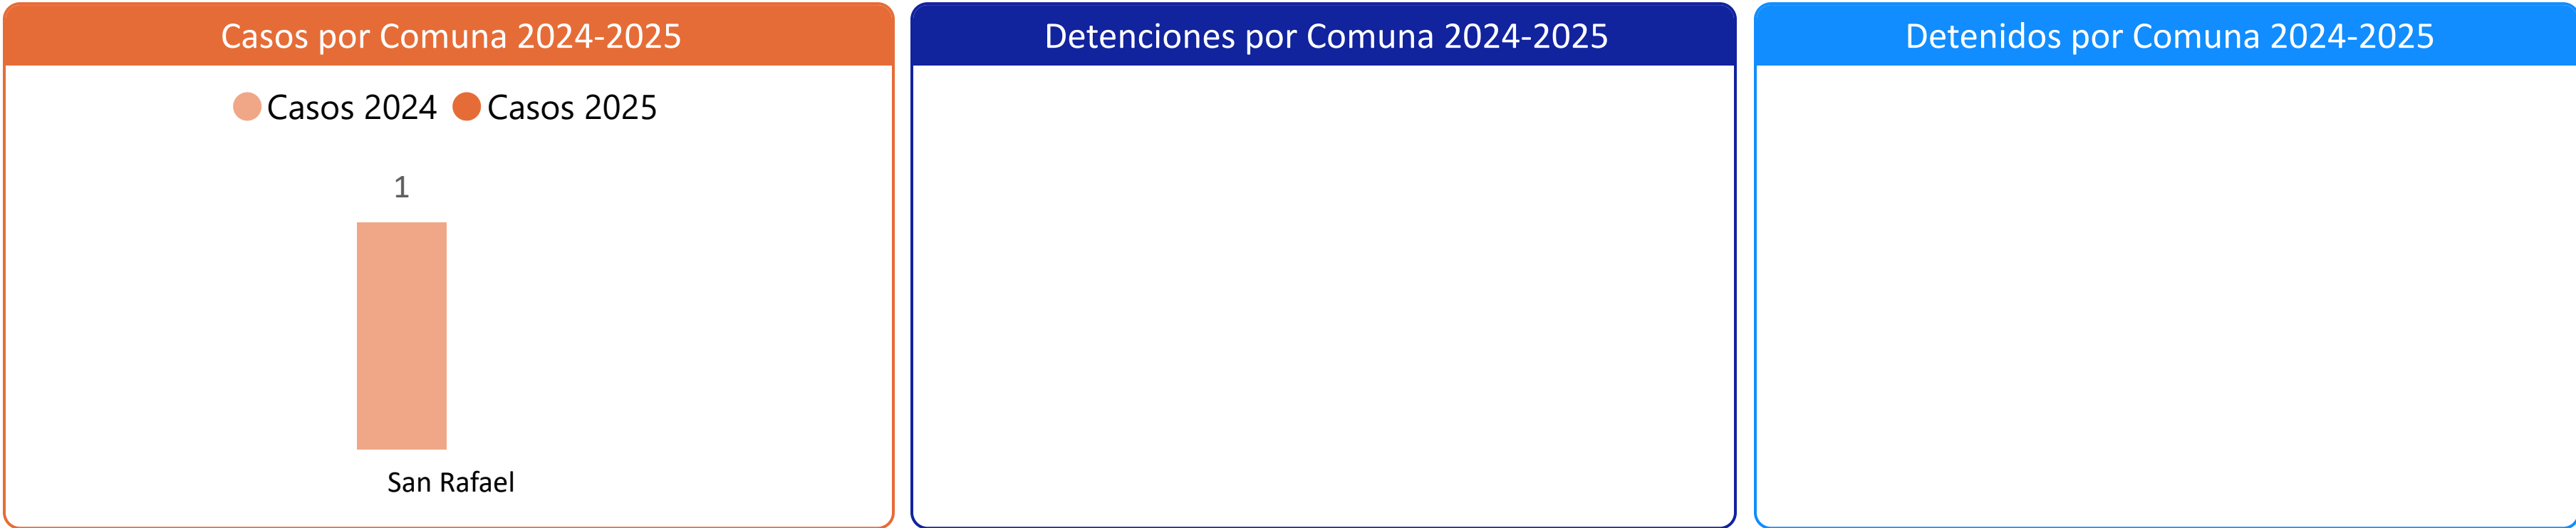 Casos por Comuna 2024-2025
Casos 2024 Casos 2025
1
San Rafael
Detenciones por Comuna 2024-2025
Detenidos por Comuna 2024-2025